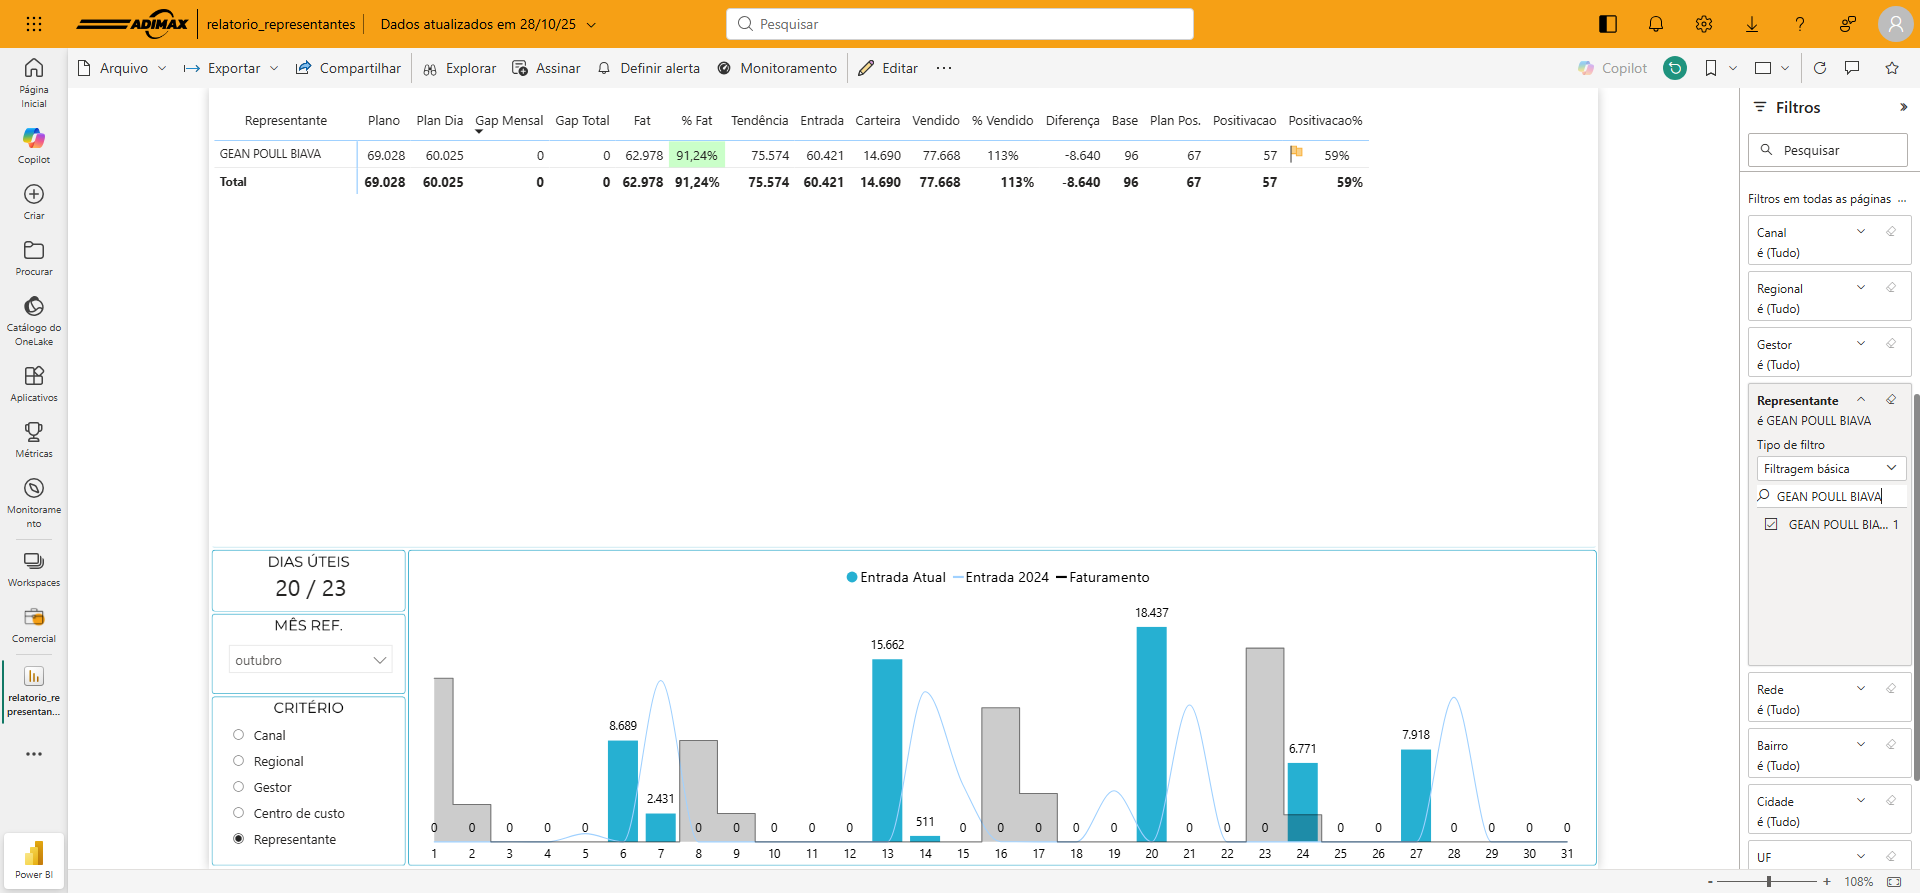 ADIMAX
relatorio_representantes
Dados atualizados em 28/10/25
Pesquisar
Arquivo
Exportar
Compartilhar
Explorar
Assinar
Definir alerta
Monitoramento
Editar
...
Copilot
Página
Inicial
Copilot
Criar
Procurar
Catálogo do
OneLake
Aplicativos
Métricas
Monitorame
nto
Workspaces
Comercial
relatorio_re
presentan...
Power BI
Representante Plano Plan Dia Gap Mensal Gap Total Fat % Fat Tendência Entrada Carteira Vendido % Vendido Diferença Base Plan Pos. Positivacao Positivacao%
GEAN POULL BIAVA 69.028 60.025 0 0 62.978 91,24% 75.574 60.421 14.690 77.668 113% -8.640 96 67 57 59%
Total 69.028 60.025 0 0 62.978 91,24% 75.574 60.421 14.690 77.668 113% -8.640 96 67 57 59%
DIAS ÚTEIS
20 / 23
MÊS REF.
outubro
CRITÉRIO
Canal
Regional
Gestor
Centro de custo
Representante
Entrada Atual Entrada 2024 Faturamento
18.437
15.662
7.918
8.689
6.771
2.431
511
0 0 0 0 0 0 0 0 0 0 0 0 0 0 0 0 0 0 0 0 0 0 0 0
1 2 3 4 5 6 7 8 9 10 11 12 13 14 15 16 17 18 19 20 21 22 23 24 25 26 27 28 29 30 31
Filtros
Pesquisar
Filtros em todas as páginas ...
Canal
é (Tudo)
Regional
é (Tudo)
Gestor
é (Tudo)
Representante
é GEAN POULL BIAVA
Tipo de filtro
Filtragem básica
GEAN POULL BIAVA
GEAN POULL BIA... 1
Rede
é (Tudo)
Bairro
é (Tudo)
Cidade
é (Tudo)
UF
- + 108%